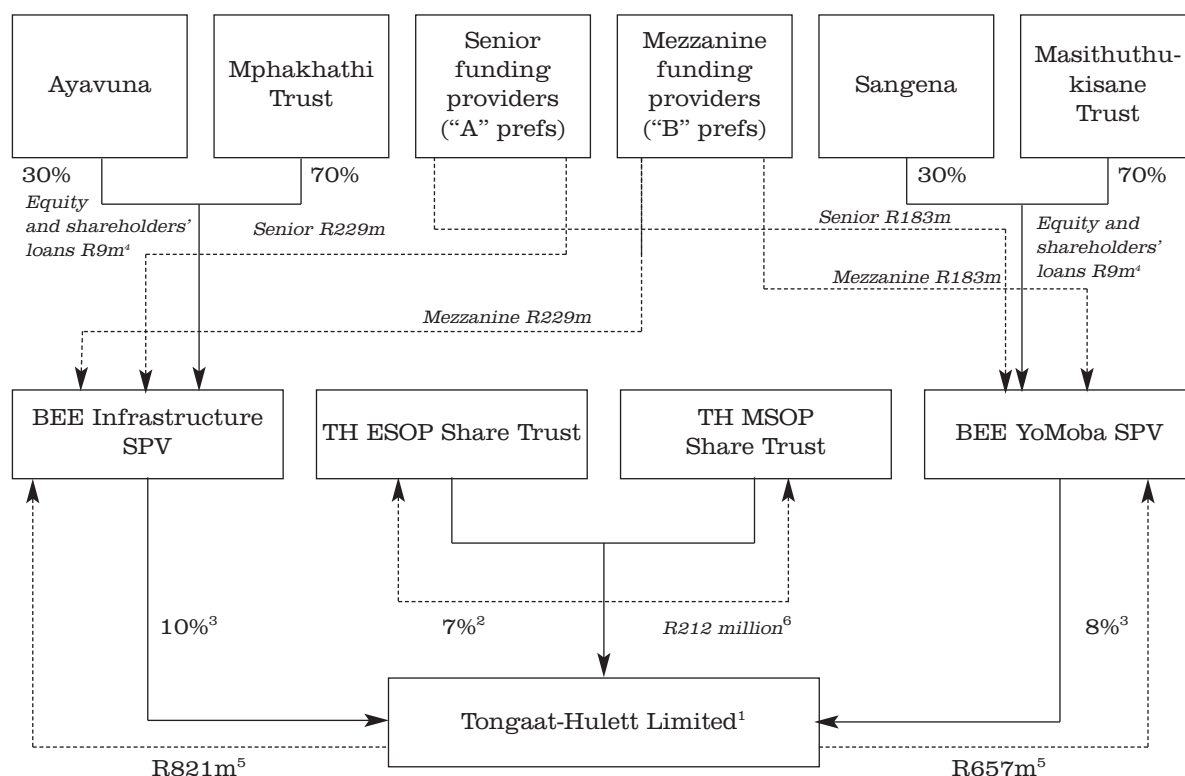 Ayavuna
Mphakhathi
Trust
Senior
funding
providers
(“A” prefs)
Mezzanine
funding
providers
(“B” prefs)
Sangena
Masithuthu-
kisane
Trust
30%
70%
30%
70%
Equity
and shareholders’
loans R9m⁴
Senior R229m
Senior R183m
Equity and
shareholders’
loans R9m⁴
Mezzanine R183m
Mezzanine R229m
BEE Infrastructure
SPV
TH ESOP Share Trust
TH MSOP
Share Trust
BEE YoMoba SPV
10%³
7%²
R212 million⁶
8%³
Tongaat-Hulett Limited¹
R821m⁵
R657m⁵